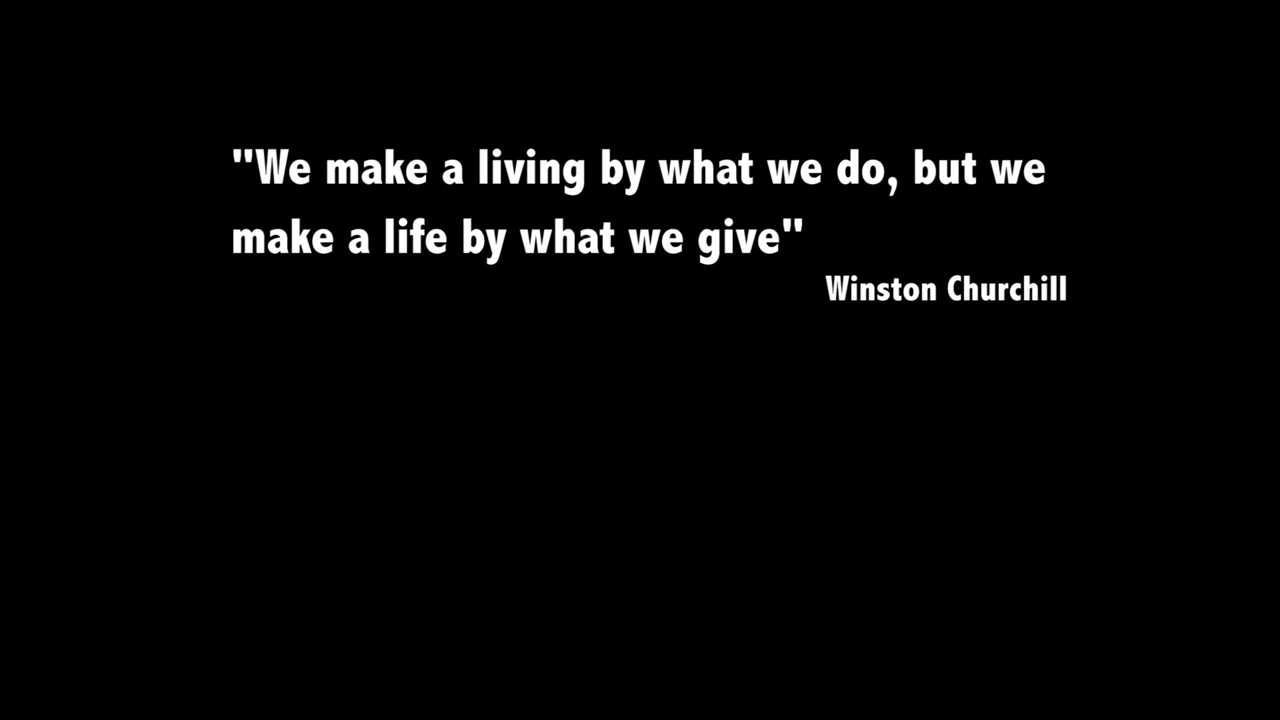 "We make a living by what we do, but we
make a life by what we give"
Winston Churchill